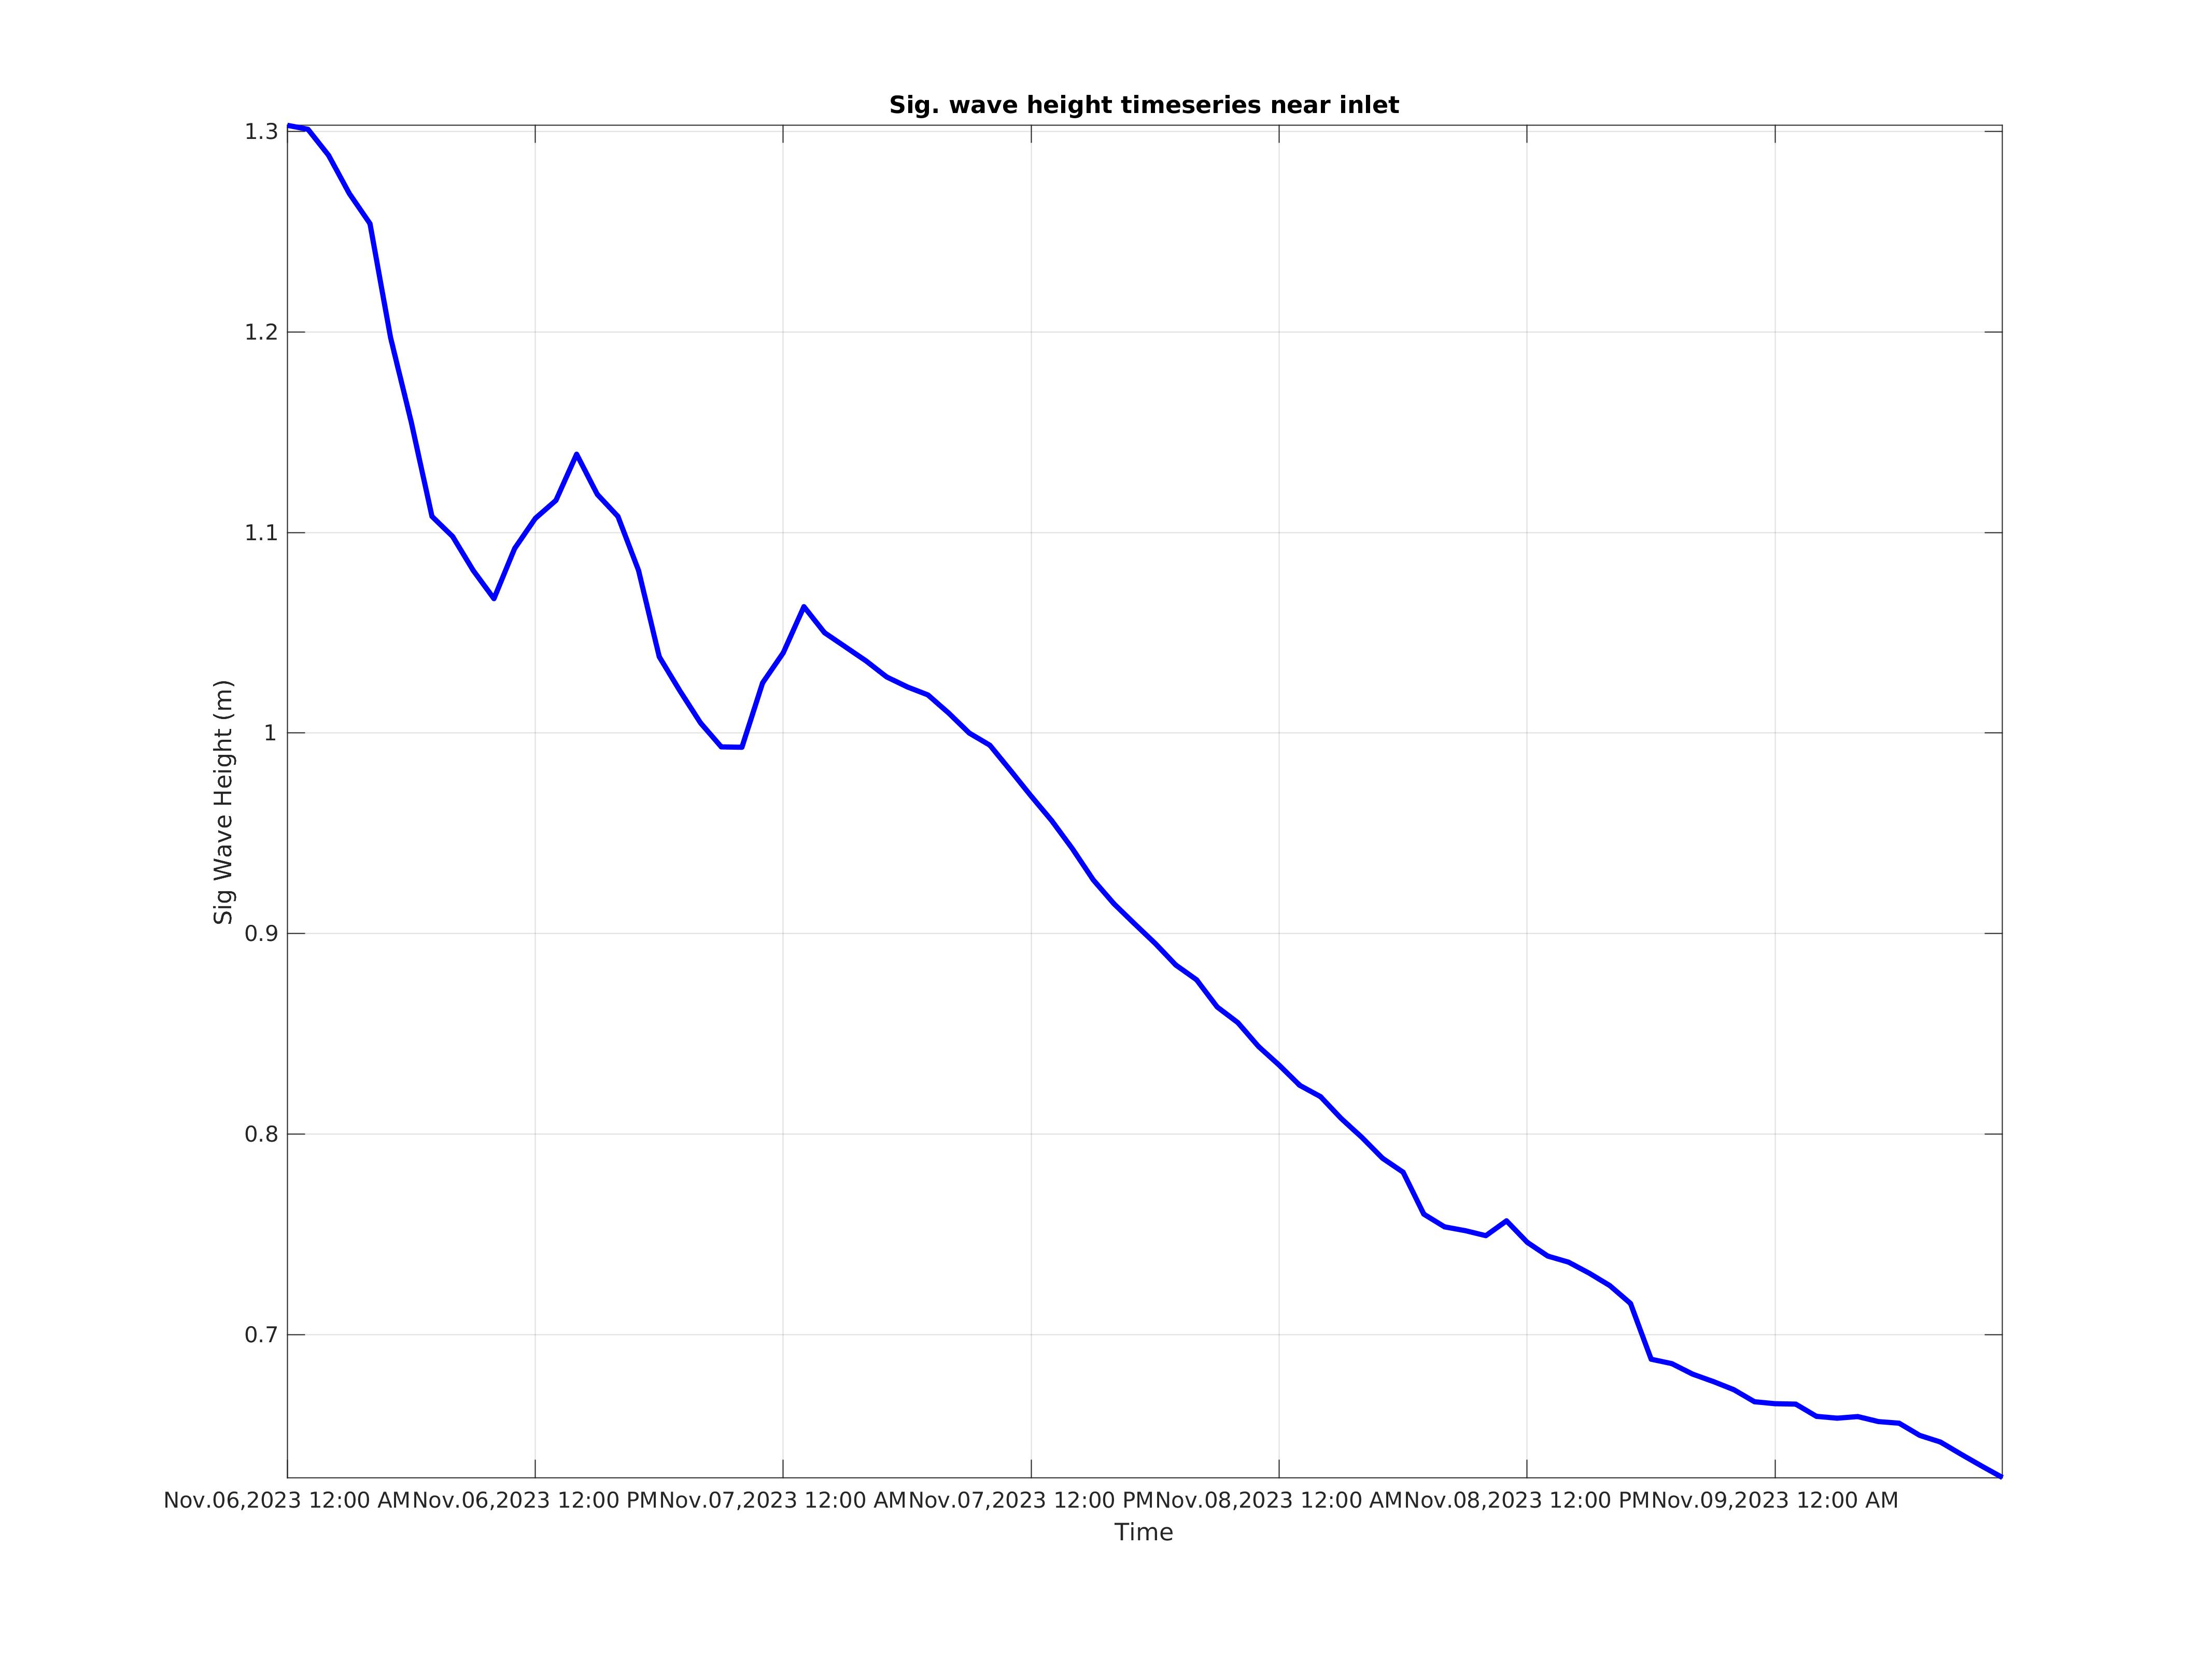 Sig. wave height timeseries near inlet
1.3
1.2
1.1
1
0.9
0.8
0.7
Sig Wave Height (m)
Nov.06,2023 12:00 AM Nov.06,2023 12:00 PM Nov.07,2023 12:00 AM Nov.07,2023 12:00 PM Nov.08,2023 12:00 AM Nov.08,2023 12:00 PM Nov.09,2023 12:00 AM
Time